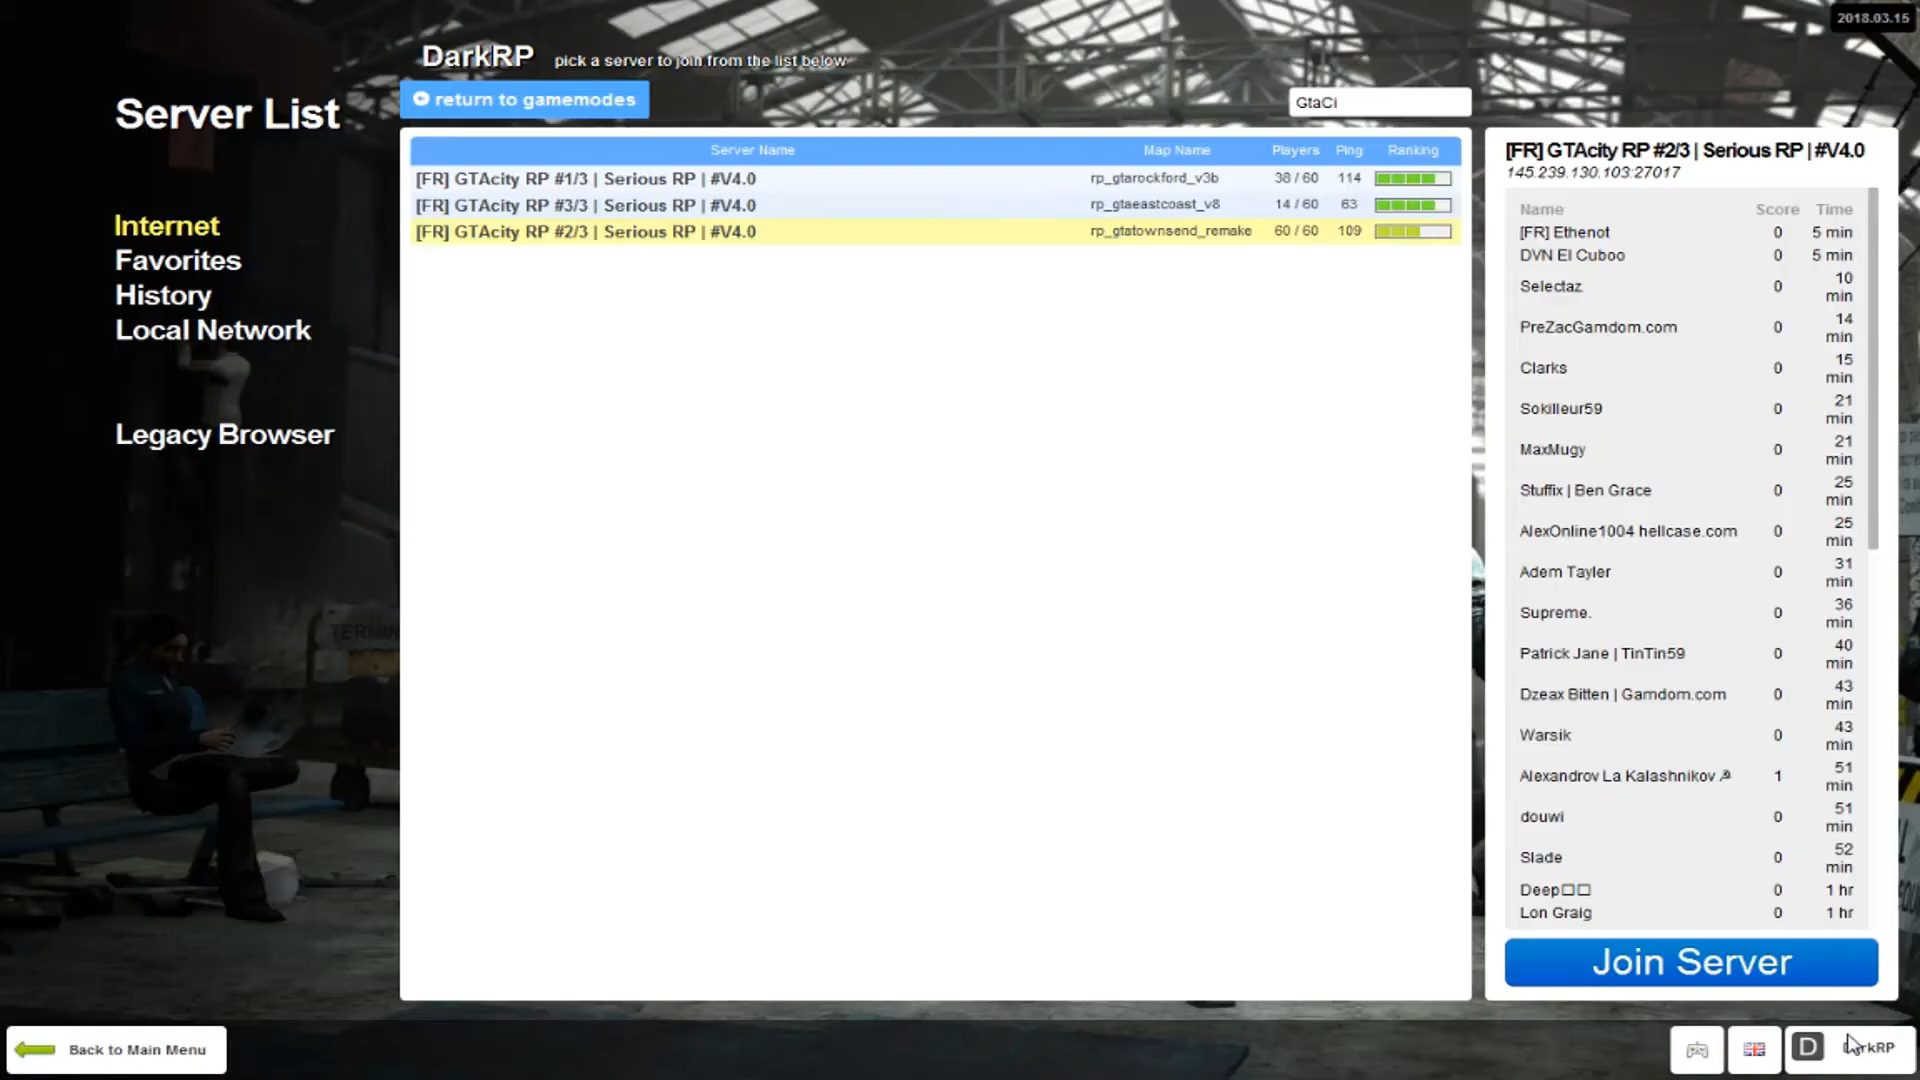 2018.03.15
DarkRP pick a server to join from the list below
Server List
return to gamemodes
GtaCi
Internet
Favorites
History
Local Network
Legacy Browser
Server Name Map Name Players Ping Ranking
[FR] GTAcity RP #1/3 | Serious RP | #V4.0 rp_gtarockford_v3b 38 / 60 114
[FR] GTAcity RP #3/3 | Serious RP | #V4.0 rp_gtaeastcoast_v8 14 / 60 63
[FR] GTAcity RP #2/3 | Serious RP | #V4.0 rp_gtatownsend_remake 60 / 60 109
[FR] GTAcity RP #2/3 | Serious RP | #V4.0
145.239.130.103:27017
Name Score Time
[FR] Ethenot 0 5 min
DVN El Cuboo 0 5 min
Selectaz 0 10 min
PreZacGamdom.com 0 14 min
Clarks 0 15 min
Sokilleur59 0 21 min
MaxMugy 0 21 min
Stuffix | Ben Grace 0 25 min
AlexOnline1004 hellcase.com 0 25 min
Adem Tayler 0 31 min
Supreme. 0 36 min
Patrick Jane | TinTin59 0 40 min
Dzeax Bitten | Gamdom.com 0 43 min
Warsik 0 43 min
Alexandrov La Kalashnikov ☭ 1 51 min
douwi 0 51 min
Slade 0 52 min
Deep□□ 0 1 hr
Lon Graig 0 1 hr
Join Server
TERMIN
Back to Main Menu
D DarkRP